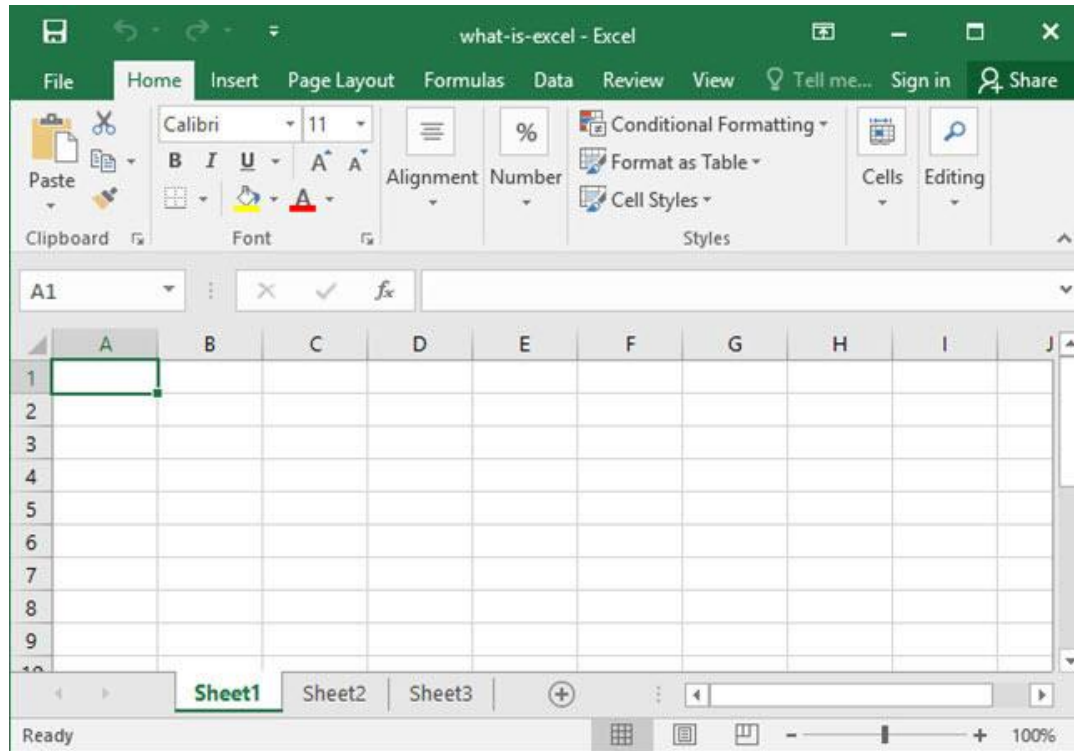 what-is-excel - Excel
File Home Insert Page Layout Formulas Data Review View Tell me... Sign in Share
Calibri 11 % Conditional Formatting
B I U A A Format as Table
Paste Alignment Number Cells Editing
A Cell Styles
Clipboard Font Styles
A1 fx
A B C D E F G H I J
1
2
3
4
5
6
7
8
9
Sheet1 Sheet2 Sheet3
Ready - + 100%